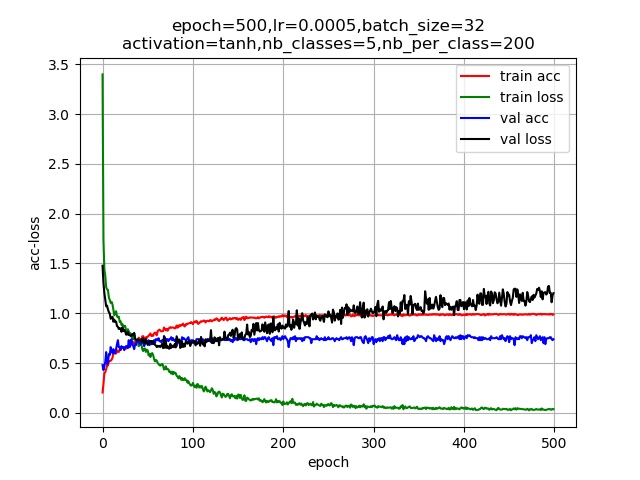 epoch=500,lr=0.0005,batch_size=32
activation=tanh,nb_classes=5,nb_per_class=200
3.5
3.0
2.5
2.0
1.5
1.0
0.5
0.0
acc-loss
train acc
train loss
val acc
val loss
0 100 200 300 400 500
epoch